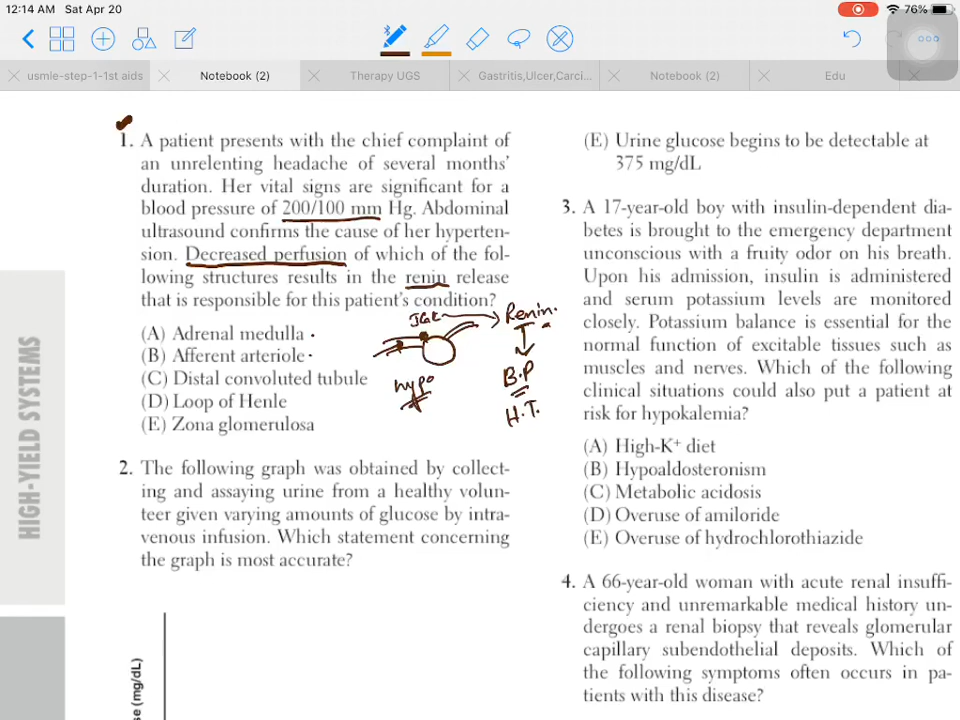 12:14 AM Sat Apr 20
76%
usmie-step-1-1st aids
Notebook (2)
Therapy UGS
Gastritis,Ulcer,Carci...
Notebook (2)
Edu
HIGH-YIELD SYSTEMS
1. A patient presents with the chief complaint of
an unrelenting headache of several months'
duration. Her vital signs are significant for a
blood pressure of 200/100 mm Hg. Abdominal
ultrasound confirms the cause of her hyperten-
sion. Decreased perfusion of which of the fol-
lowing structures results in the renin release
that is responsible for this patient's condition?
(A) Adrenal medulla
(B) Afferent arteriole
(C) Distal convoluted tubule
(D) Loop of Henle
(E) Zona glomerulosa
Renin.
hypo
B.P
H.T.
2. The following graph was obtained by collect-
ing and assaying urine from a healthy volun-
teer given varying amounts of glucose by intra-
venous infusion. Which statement concerning
the graph is most accurate?
se (mg/dL)
(E) Urine glucose begins to be detectable at
375 mg/dL
3. A 17-year-old boy with insulin-dependent dia-
betes is brought to the emergency department
unconscious with a fruity odor on his breath.
Upon his admission, insulin is administered
and serum potassium levels are monitored
closely. Potassium balance is essential for the
normal function of excitable tissues such as
muscles and nerves. Which of the following
clinical situations could also put a patient at
risk for hypokalemia?
(A) High-K+ diet
(B) Hypoaldosteronism
(C) Metabolic acidosis
(D) Overuse of amiloride
(E) Overuse of hydrochlorothiazide
4. A 66-year-old woman with acute renal insuffi-
ciency and unremarkable medical history un-
dergoes a renal biopsy that reveals glomerular
capillary subendothelial deposits. Which of
the following symptoms often occurs in pa-
tients with this disease?